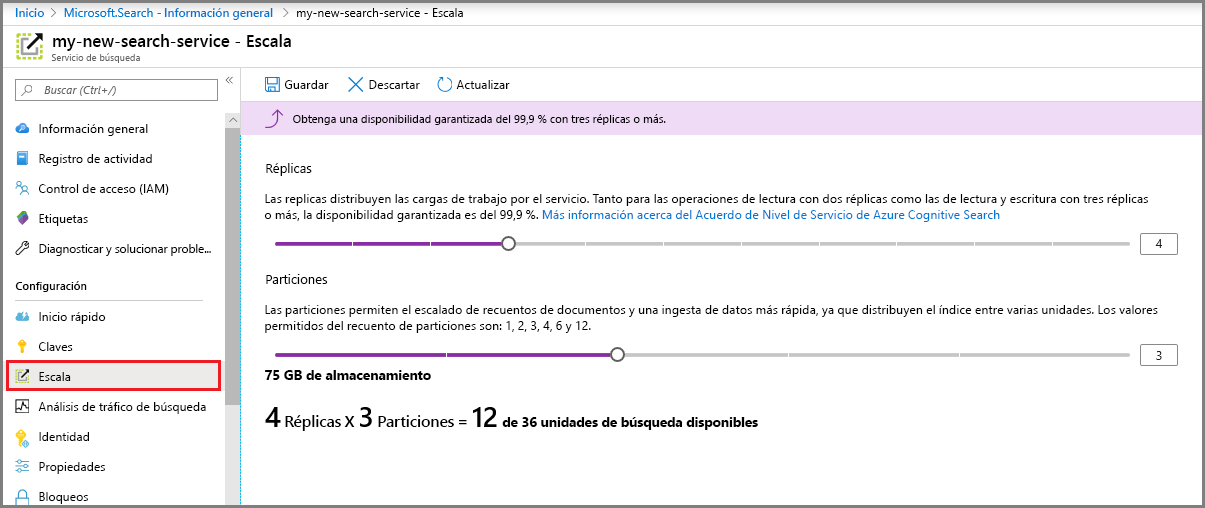 Inicio > Microsoft.Search - Información general > my-new-search-service - Escala
my-new-search-service - Escala
Servicio de búsqueda
Buscar (Ctrl+/)
«
Información general
Registro de actividad
Control de acceso (IAM)
Etiquetas
Diagnosticar y solucionar proble...
Configuración
Inicio rápido
Claves
Escala
Análisis de tráfico de búsqueda
Identidad
Propiedades
Bloqueos
Guardar Descartar Actualizar
Obtenga una disponibilidad garantizada del 99,9 % con tres réplicas o más.
Réplicas
Las replicas distribuyen las cargas de trabajo por el servicio. Tanto para las operaciones de lectura con dos réplicas como las de lectura y escritura con tres réplicas
o más, la disponibilidad garantizada es del 99,9 %. Más información acerca del Acuerdo de Nivel de Servicio de Azure Cognitive Search
4
Particiones
Las particiones permiten el escalado de recuentos de documentos y una ingesta de datos más rápida, ya que distribuyen el índice entre varias unidades. Los valores
permitidos del recuento de particiones son: 1, 2, 3, 4, 6 y 12.
3
75 GB de almacenamiento
4 Réplicas X 3 Particiones = 12 de 36 unidades de búsqueda disponibles